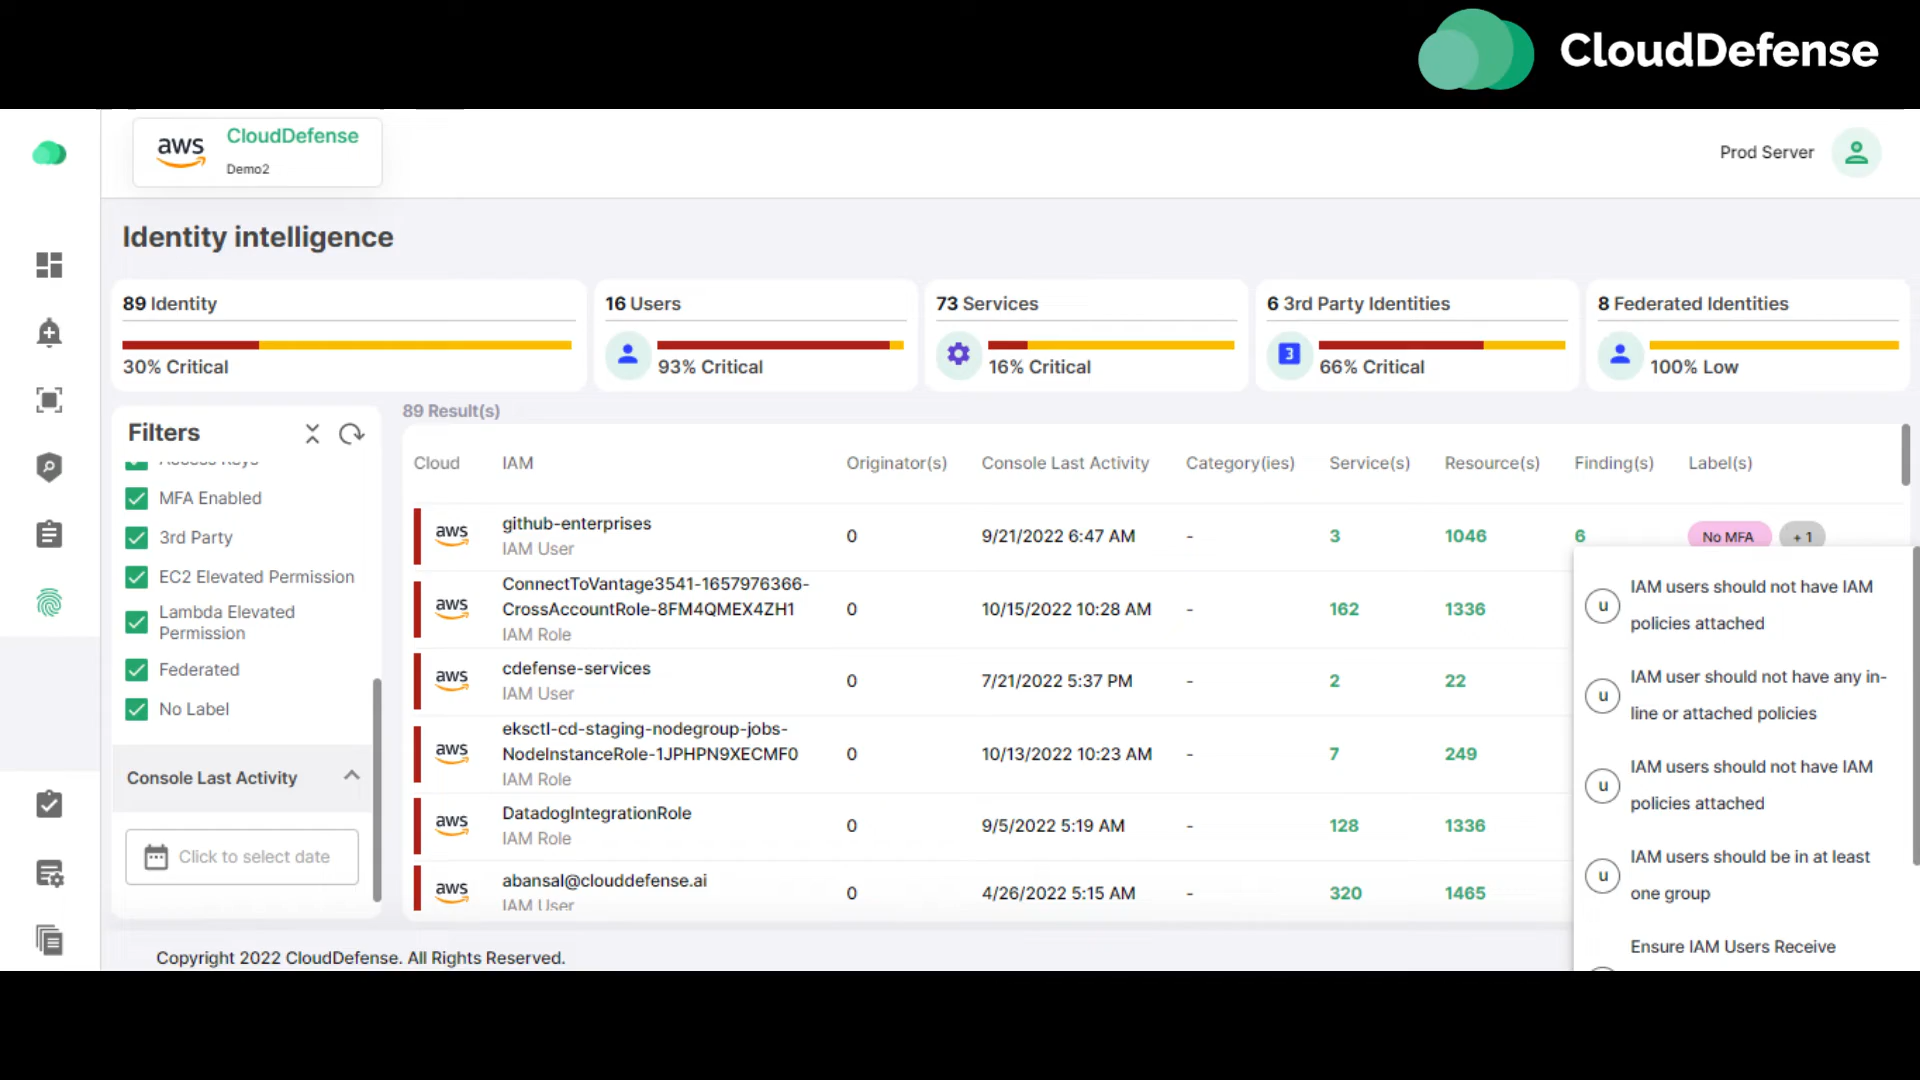 CloudDefense
aws
CloudDefense
Demo2
Prod Server
Identity intelligence
89 Identity
30% Critical
16 Users
93% Critical
73 Services
16% Critical
6 3rd Party Identities
3
66% Critical
8 Federated Identities
100% Low
Filters
Access Keys
MFA Enabled
3rd Party
EC2 Elevated Permission
Lambda Elevated
Permission
Federated
No Label
Console Last Activity
Click to select date
89 Result(s)
Cloud IAM Originator(s) Console Last Activity Category(ies) Service(s) Resource(s) Finding(s) Label(s)
aws github-enterprises 0 9/21/2022 6:47 AM - 3 1046 6 No MFA + 1
IAM User
ConnectToVantage3541-1657976366-
aws CrossAccountRole-8FM4QMEX4ZH1 0 10/15/2022 10:28 AM - 162 1336
IAM Role
aws cdefense-services 0 7/21/2022 5:37 PM - 2 22
IAM User
eksctl-cd-staging-nodegroup-jobs-
aws NodeInstanceRole-1JPHPN9XECMF0 0 10/13/2022 10:23 AM - 7 249
IAM Role
aws DatadogIntegrationRole 0 9/5/2022 5:19 AM - 128 1336
IAM Role
aws abansal@clouddefense.ai 0 4/26/2022 5:15 AM - 320 1465
IAM User
u IAM users should not have IAM
policies attached
u IAM user should not have any in-
line or attached policies
u IAM users should not have IAM
policies attached
u IAM users should be in at least
one group
Ensure IAM Users Receive
Copyright 2022 CloudDefense. All Rights Reserved.